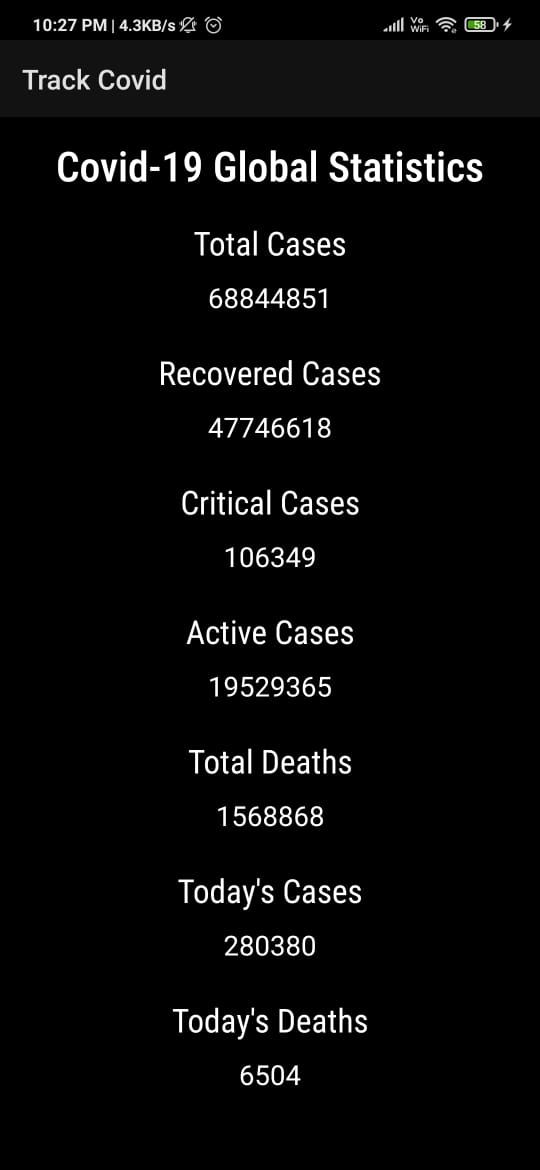 10:27 PM | 4.3KB/s Vo WiFi 58
Track Covid
Covid-19 Global Statistics
Total Cases
68844851
Recovered Cases
47746618
Critical Cases
106349
Active Cases
19529365
Total Deaths
1568868
Today's Cases
280380
Today's Deaths
6504